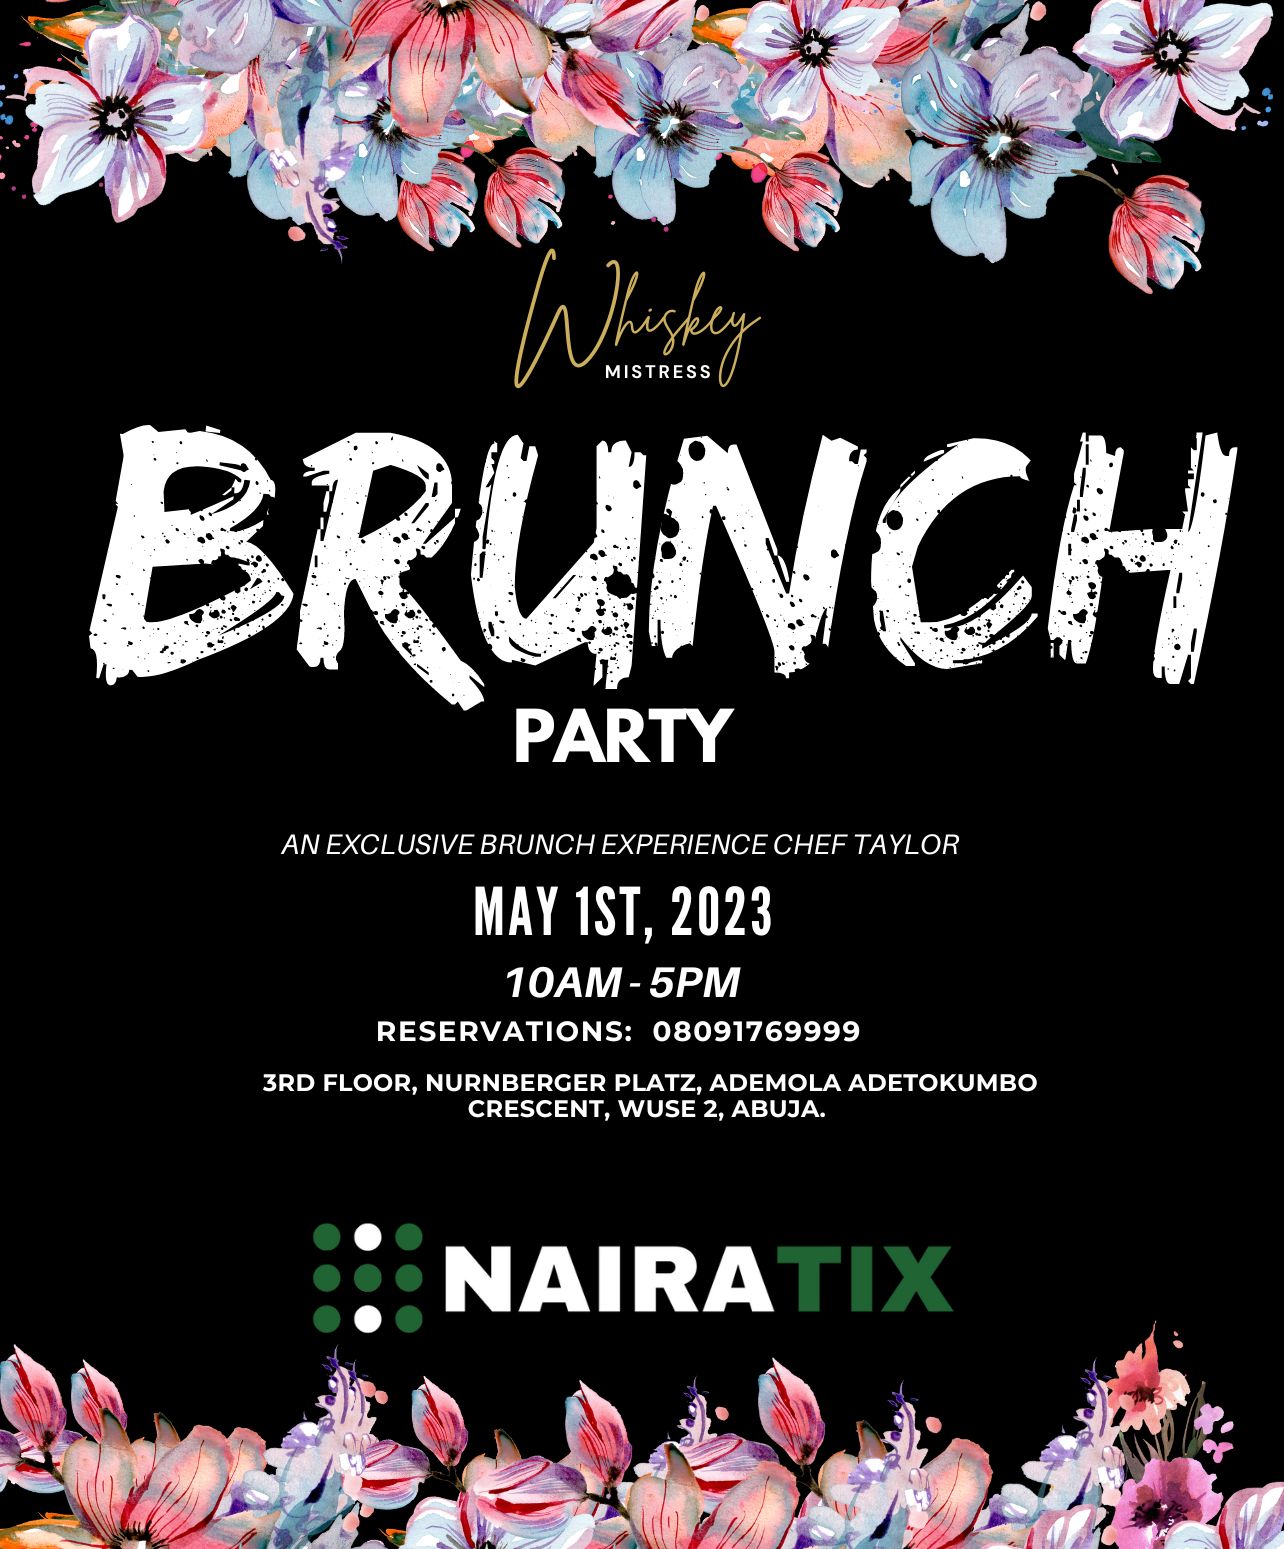 Whiskey
MISTRESS
BRUNCH
PARTY
AN EXCLUSIVE BRUNCH EXPERIENCE CHEF TAYLOR
MAY 1ST, 2023
10AM - 5PM
RESERVATIONS: 08091769999
3RD FLOOR, NURNBERGER PLATZ, ADEMOLA ADETOKUMBO
CRESCENT, WUSE 2, ABUJA.
NAIRATIX